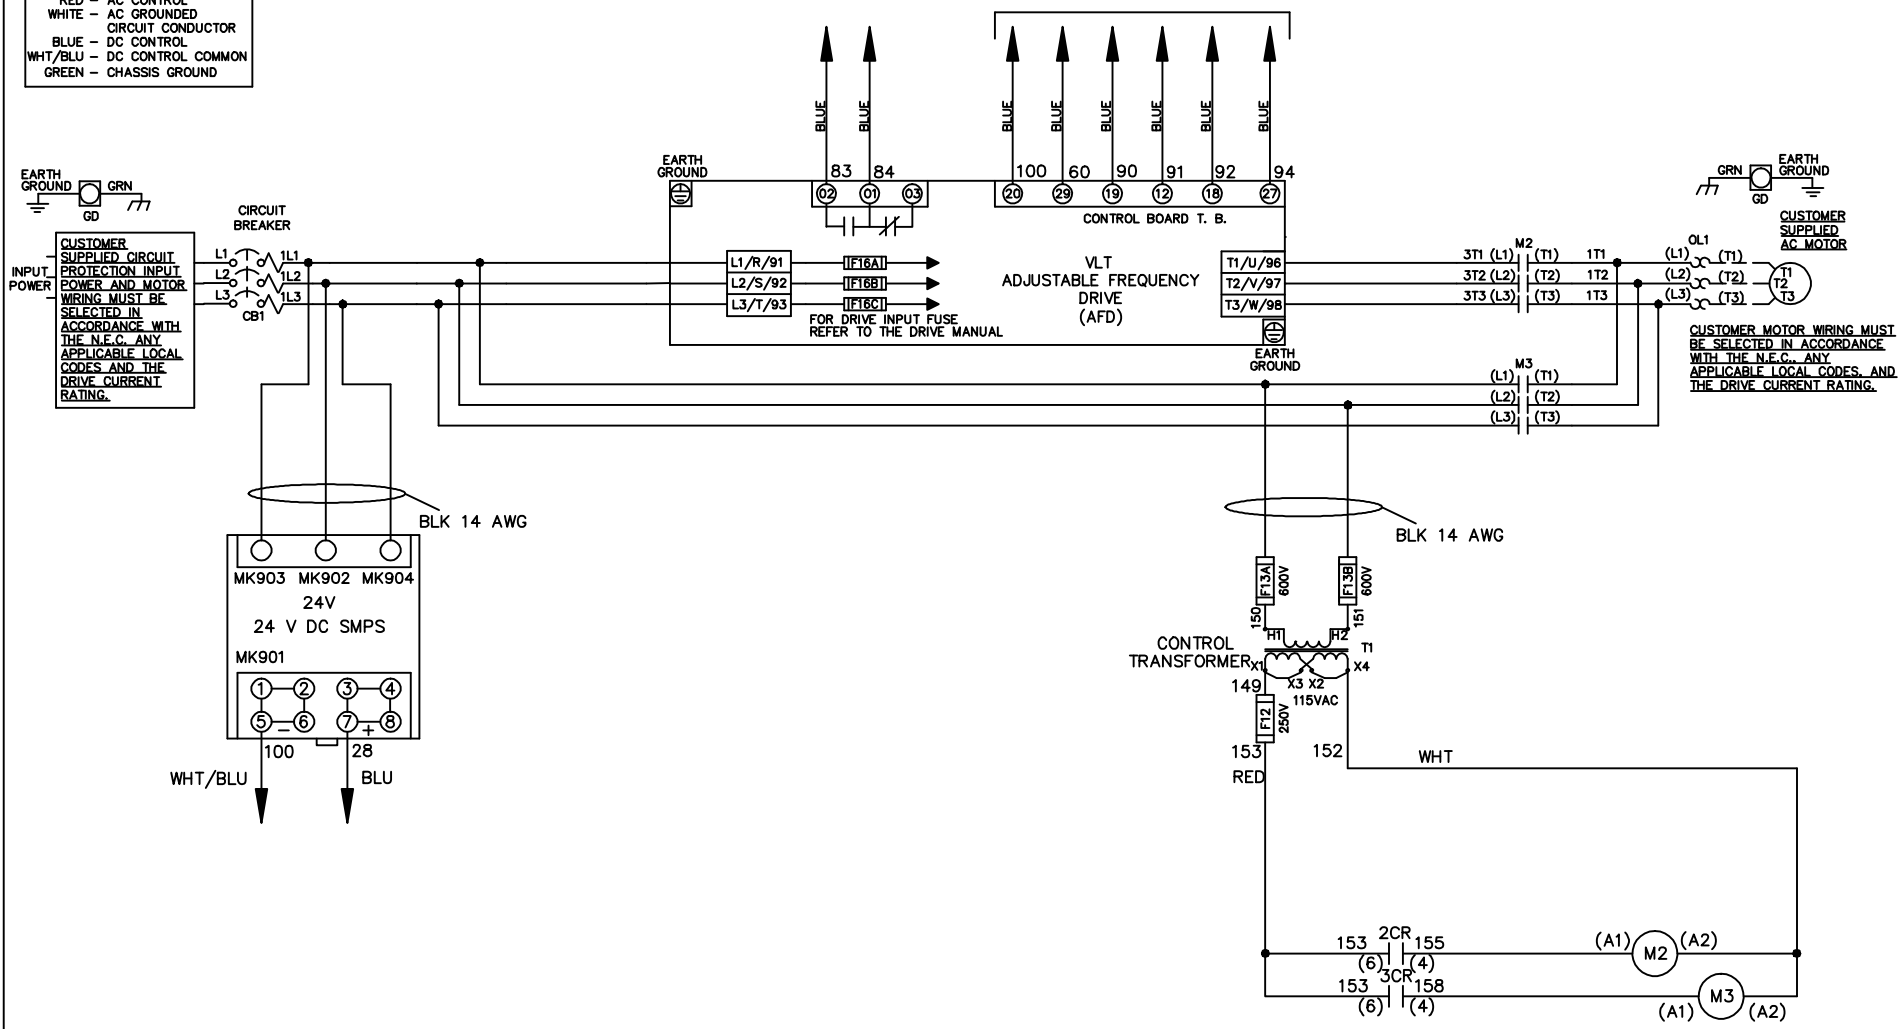 RED – AC CONTROL
WHITE – AC GROUNDED
CIRCUIT CONDUCTOR
BLUE – DC CONTROL
WHT/BLU – DC CONTROL COMMON
GREEN – CHASSIS GROUND
BLUE
BLUE
BLUE
BLUE
BLUE
BLUE
BLUE
BLUE
EARTH
GROUND
83 84
100 60 90 91 92 94
02 01 03
20 29 19 12 18 27
CONTROL BOARD T. B.
EARTH
GROUND
GRN
GD
CIRCUIT
BREAKER
GRN
EARTH
GROUND
GD
CUSTOMER
SUPPLIED
AC MOTOR
INPUT
POWER
CUSTOMER
SUPPLIED CIRCUIT
PROTECTION INPUT
POWER AND MOTOR
WIRING MUST BE
SELECTED IN
ACCORDANCE WITH
THE N.E.C. ANY
APPLICABLE LOCAL
CODES AND THE
DRIVE CURRENT
RATING.
L1 1L1
L2 1L2
L3 1L3
CB1
L1/R/91
L2/S/92
L3/T/93
F16A
F16B
F16C
FOR DRIVE INPUT FUSE
REFER TO THE DRIVE MANUAL
VLT
ADJUSTABLE FREQUENCY
DRIVE
(AFD)
T1/U/96
T2/V/97
T3/W/98
EARTH
GROUND
M2
3T1 (L1) (T1) 1T1
3T2 (L2) (T2) 1T2
3T3 (L3) (T3) 1T3
OL1
(L1) (T1)
(L2) (T2)
(L3) (T3)
T1
T2
T3
CUSTOMER MOTOR WIRING MUST
BE SELECTED IN ACCORDANCE
WITH THE N.E.C., ANY
APPLICABLE LOCAL CODES, AND
THE DRIVE CURRENT RATING.
M3
(L1) (T1)
(L2) (T2)
(L3) (T3)
BLK 14 AWG
BLK 14 AWG
MK903 MK902 MK904
24V
24 V DC SMPS
MK901
1 2 3 4
5 6 7 8
– +
100 28
WHT/BLU BLU
F13A
600V
F13B
600V
150
151
H1 H2
T1
CONTROL
TRANSFORMER
X1 X4
X3 X2
115VAC
149
F12
250V
153 152
RED
WHT
2CR
153 155
(6) (4)
(A1) M2 (A2)
3CR
153 158
(6) (4)
(A1) M3 (A2)